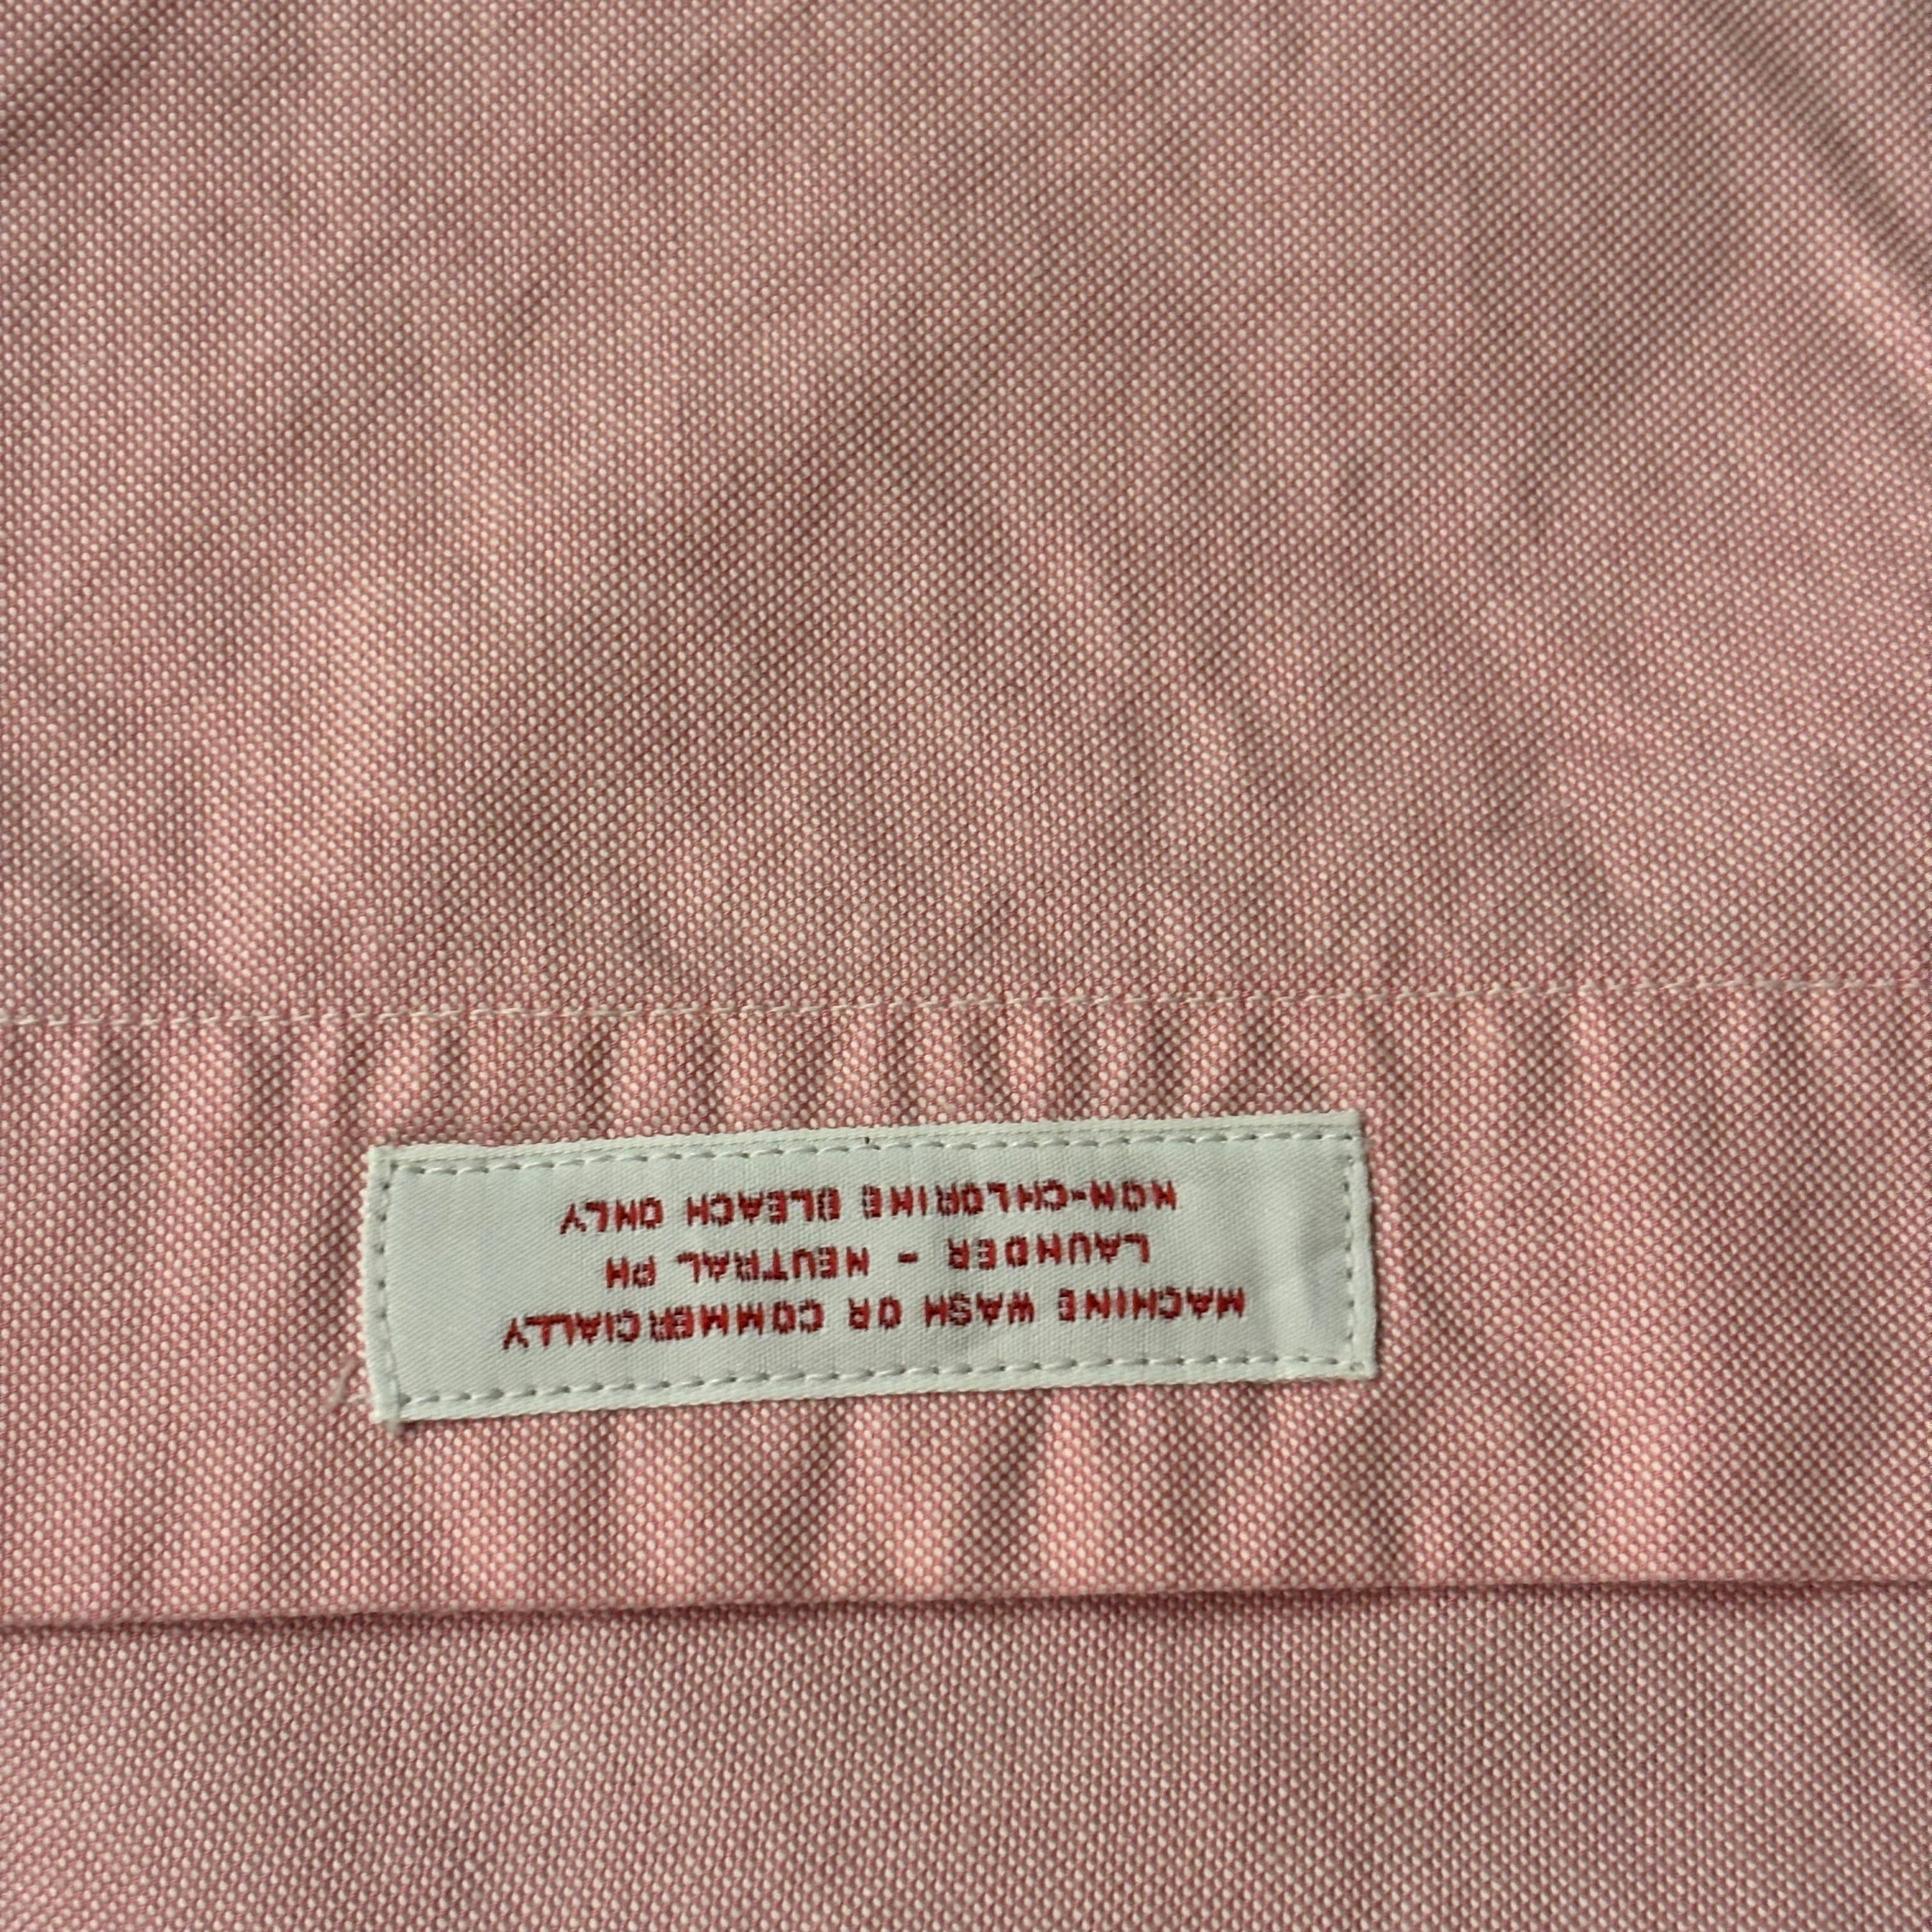 MACHINE WASH OR COMMERCIALLY
LAUNDER - NEUTRAL PH
NON-CHLORINE BLEACH ONLY